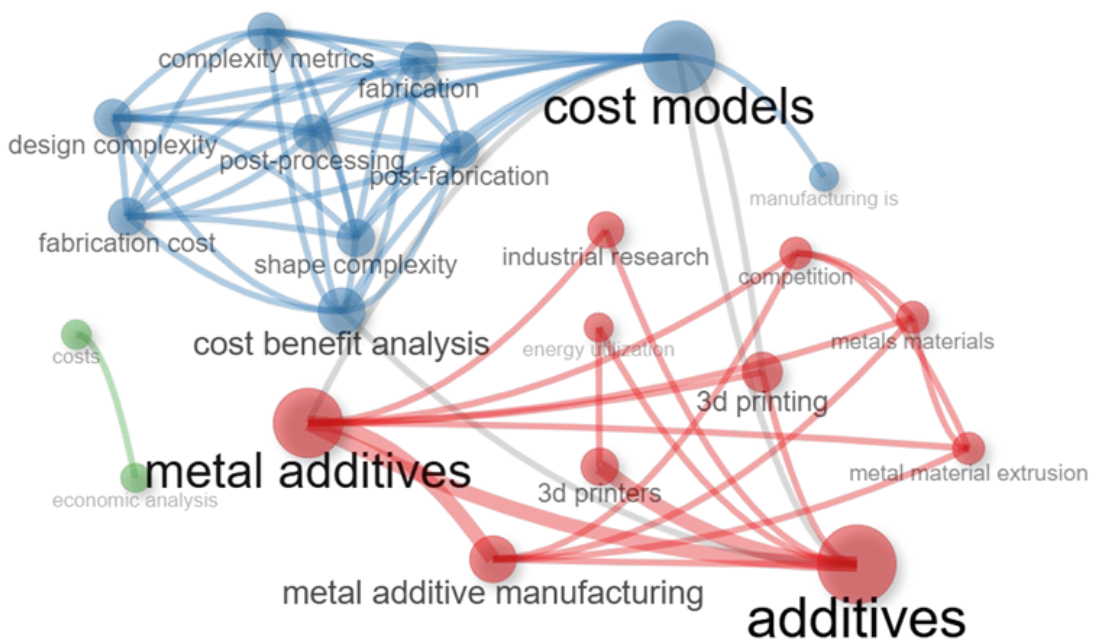 complexity metrics
fabrication
cost models
design complexity
post-processing
post-fabrication
manufacturing is
fabrication cost
shape complexity
industrial research
competition
cost benefit analysis
energy utilization
metals materials
costs
3d printing
metal additives
metal material extrusion
economic analysis
3d printers
metal additive manufacturing
additives